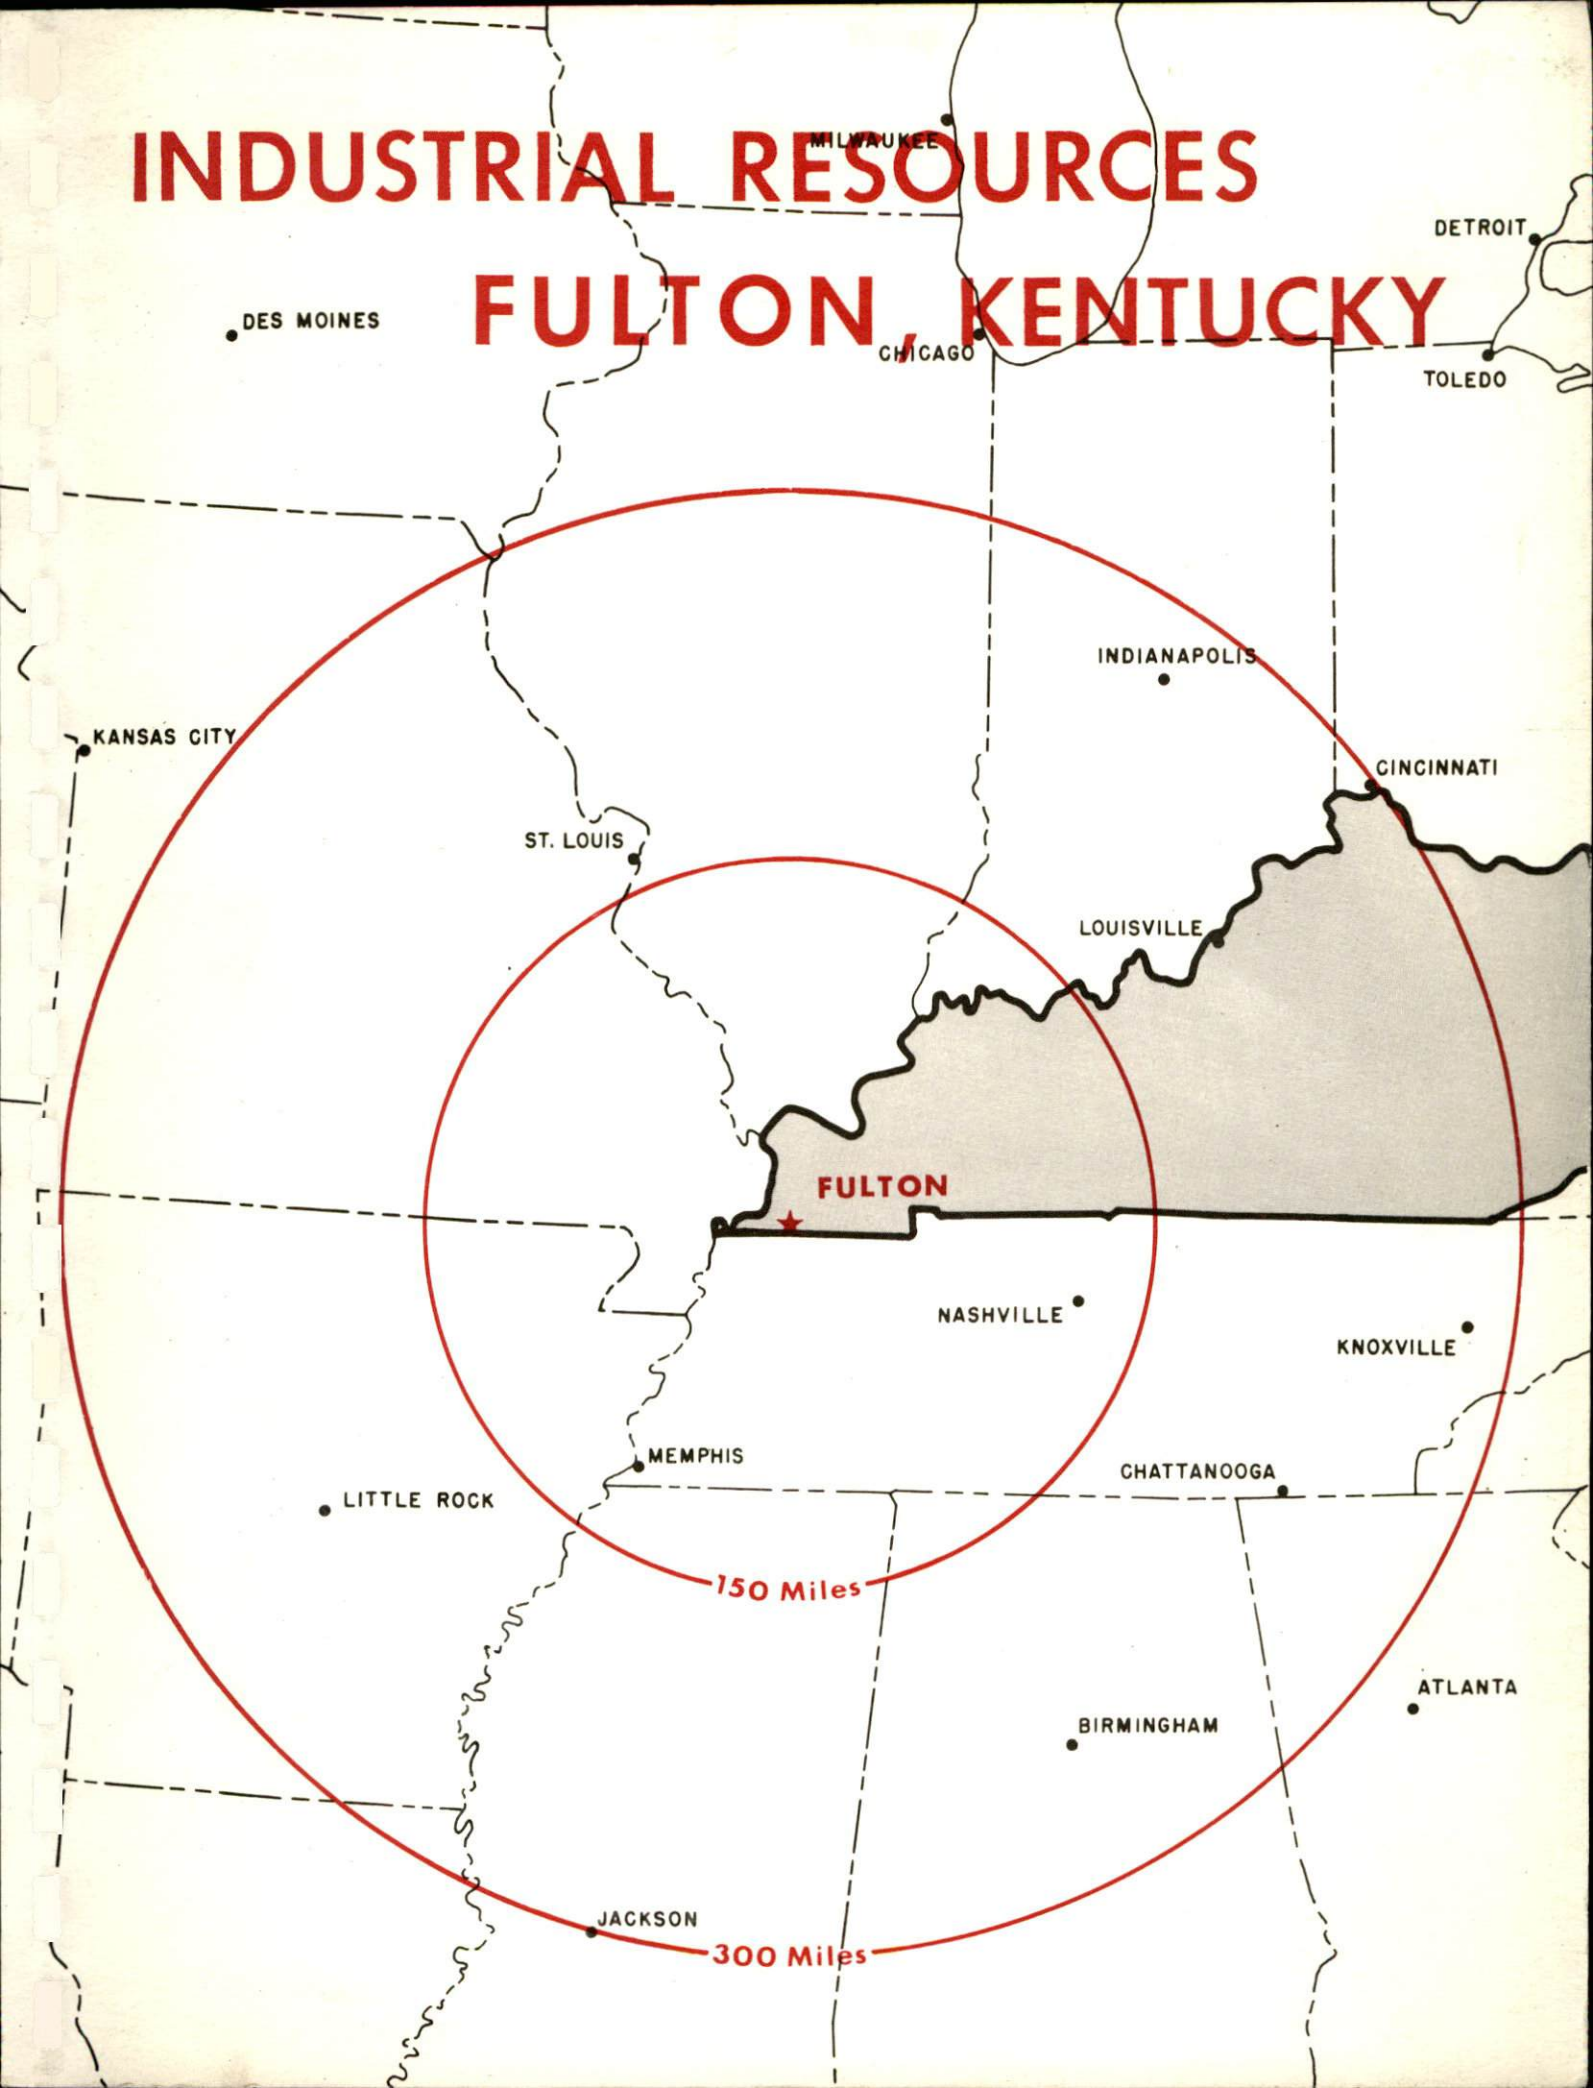 MILWAUKEE
INDUSTRIAL RESOURCES
DETROIT
FULTON, KENTUCKY
DES MOINES
CHICAGO
TOLEDO
INDIANAPOLIS
KANSAS CITY
CINCINNATI
ST. LOUIS
LOUISVILLE
FULTON
NASHVILLE
KNOXVILLE
MEMPHIS
CHATTANOOGA
LITTLE ROCK
150 Miles
ATLANTA
BIRMINGHAM
JACKSON
300 Miles